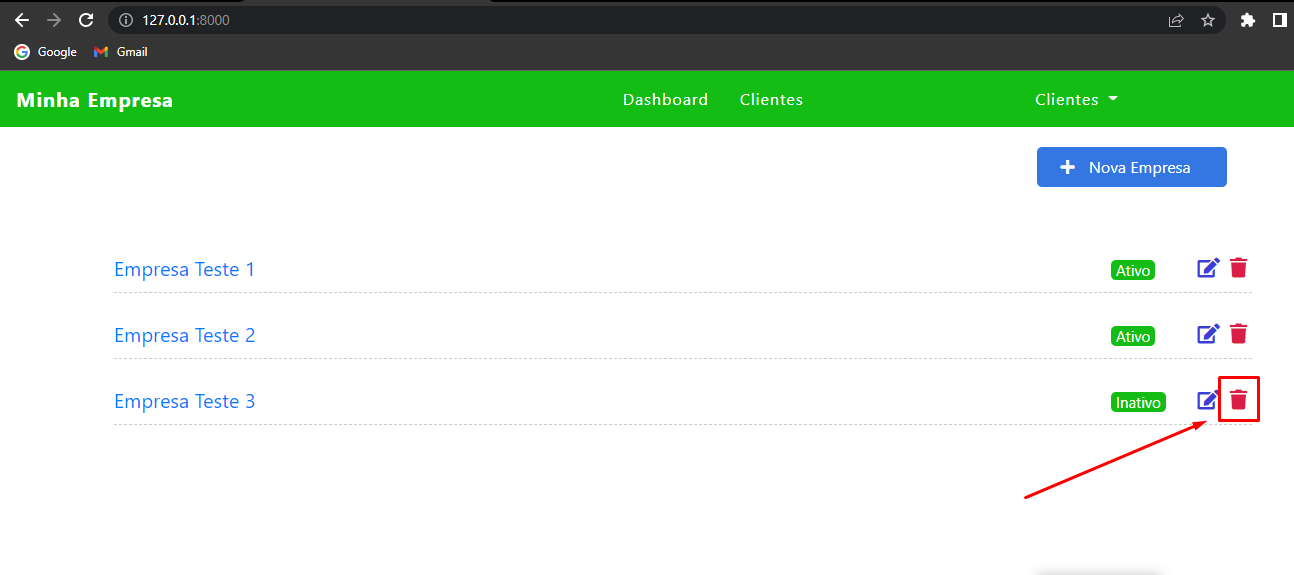 127.0.0.1:8000
Google Gmail
Minha Empresa Dashboard Clientes Clientes
Nova Empresa
Empresa Teste 1 Ativo
Empresa Teste 2 Ativo
Empresa Teste 3 Inativo